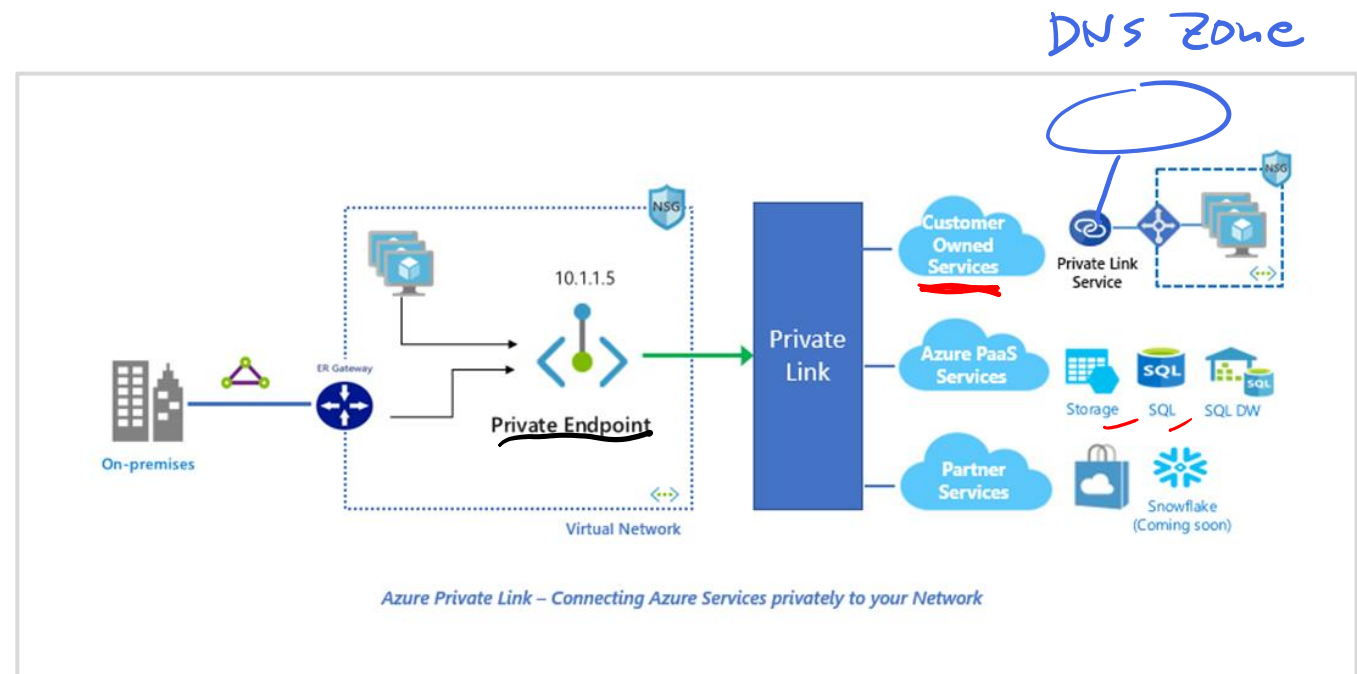 DNS Zone
NSG
NSG
Customer
Owned
Services
Private Link
Service
10.1.1.5
Private
Link
ER Gateway
Azure PaaS
Services
SQL
SQL
Storage
SQL
SQL DW
Private Endpoint
On-premises
Partner
Services
Snowflake
(Coming soon)
Virtual Network
Azure Private Link – Connecting Azure Services privately to your Network